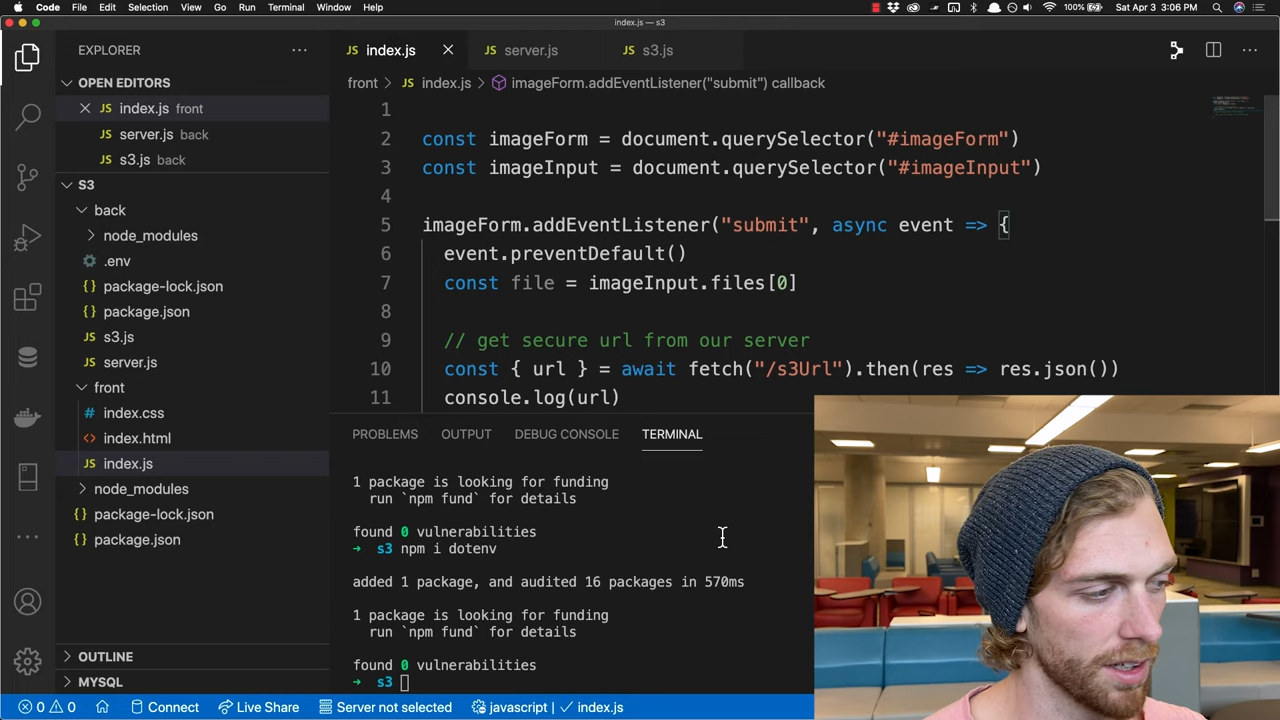 Code File Edit Selection View Go Run Terminal Window Help 100% Sat Apr 3 3:06 PM
index.js — s3
EXPLORER
OPEN EDITORS
index.js front
server.js back
s3.js back
S3
back
node_modules
.env
package-lock.json
package.json
s3.js
server.js
front
index.css
index.html
index.js
node_modules
package-lock.json
package.json
OUTLINE
MYSQL
index.js server.js s3.js
front > JS index.js > imageForm.addEventListener("submit") callback
1
2 const imageForm = document.querySelector("#imageForm")
3 const imageInput = document.querySelector("#imageInput")
4
5 imageForm.addEventListener("submit", async event => {
6 event.preventDefault()
7 const file = imageInput.files[0]
8
9 // get secure url from our server
10 const { url } = await fetch("/s3Url").then(res => res.json())
11 console.log(url)
PROBLEMS OUTPUT DEBUG CONSOLE TERMINAL
1 package is looking for funding
run `npm fund` for details
found 0 vulnerabilities
➜ s3 npm i dotenv
added 1 package, and audited 16 packages in 570ms
1 package is looking for funding
run `npm fund` for details
found 0 vulnerabilities
➜ s3
0 0 Connect Live Share Server not selected javascript | ✓ index.js